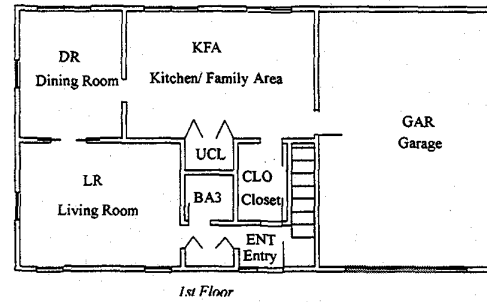 DR
Dining Room
KFA
Kitchen/ Family Area
GAR
Garage
UCL
CLO
Closet
LR
Living Room
BA3
ENT
Entry
1st Floor